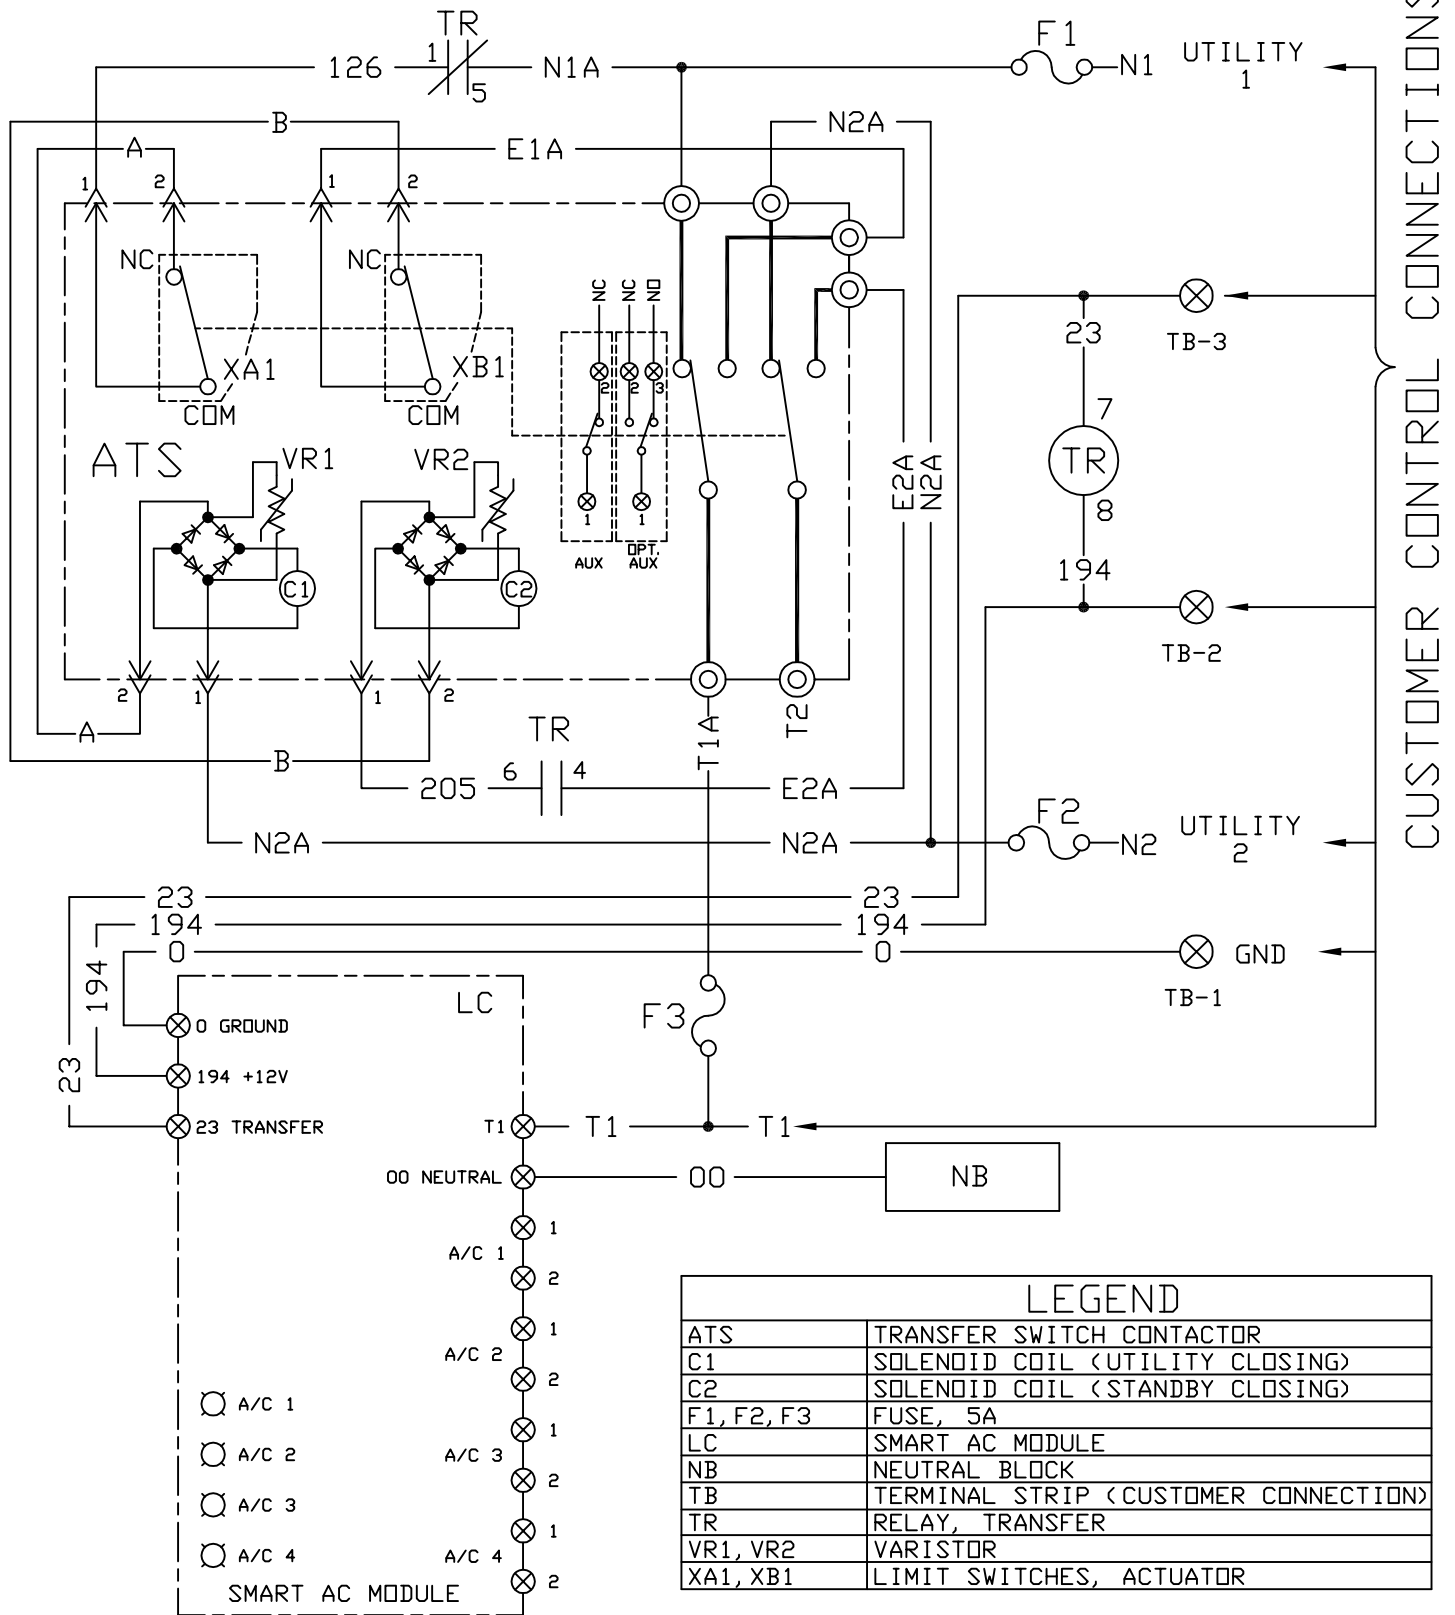 TR
1
126
5
N1A
F1
N1
UTILITY
1
B
N2A
A
E1A
1
2
1
2
NC
NC
NC
NC
NO
XA1
XB1
COM
COM
2
2
3
ATS
VR1
VR2
1
1
C1
C2
AUX
OPT.
AUX
E2A
N2A
23
TB-3
7
TR
8
194
TB-2
CUSTOMER CONTROL CONNECTIONS
2
1
1
2
A
B
T1A
T2
TR
205
6
4
E2A
N2A
N2A
F2
N2
UTILITY
2
23
23
194
194
0
0
GND
TB-1
194
23
LC
F3
0 GROUND
194 +12V
23 TRANSFER
T1
T1
T1
00 NEUTRAL
00
NB
1
A/C 1
2
1
A/C 2
2
1
A/C 3
2
1
A/C 4
2
A/C 1
A/C 2
A/C 3
A/C 4
SMART AC MODULE
LEGEND
ATS TRANSFER SWITCH CONTACTOR
C1 SOLENOID COIL (UTILITY CLOSING)
C2 SOLENOID COIL (STANDBY CLOSING)
F1, F2, F3 FUSE, 5A
LC SMART AC MODULE
NB NEUTRAL BLOCK
TB TERMINAL STRIP (CUSTOMER CONNECTION)
TR RELAY, TRANSFER
VR1, VR2 VARISTOR
XA1, XB1 LIMIT SWITCHES, ACTUATOR